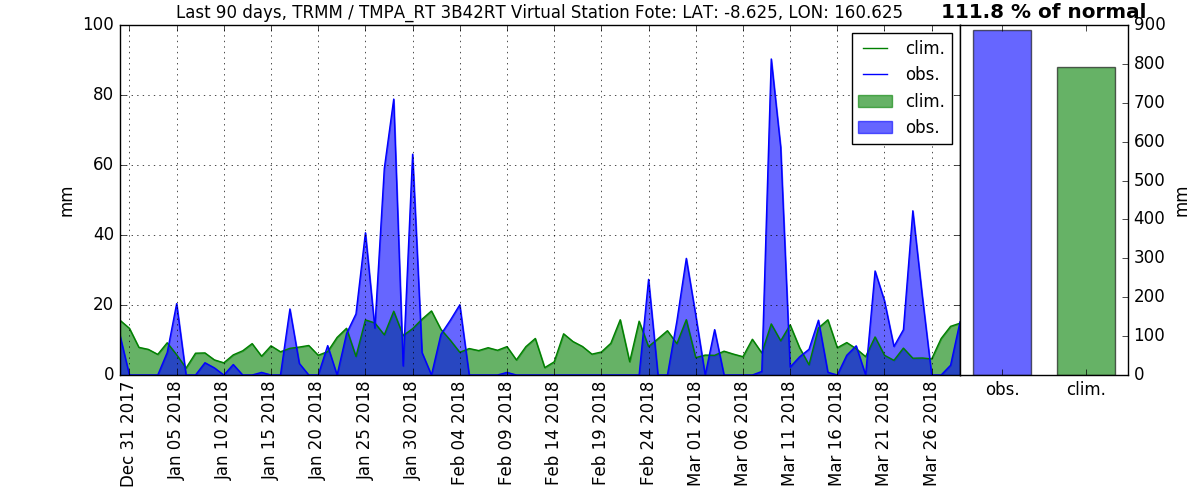 Last 90 days, TRMM / TMPA_RT 3B42RT Virtual Station Fote: LAT: -8.625, LON: 160.625
111.8 % of normal
mm
100
80
60
40
20
0
clim.
obs.
clim.
obs.
900
800
700
600
500
400
300
200
100
0
mm
Dec 31 2017
Jan 05 2018
Jan 10 2018
Jan 15 2018
Jan 20 2018
Jan 25 2018
Jan 30 2018
Feb 04 2018
Feb 09 2018
Feb 14 2018
Feb 19 2018
Feb 24 2018
Mar 01 2018
Mar 06 2018
Mar 11 2018
Mar 16 2018
Mar 21 2018
Mar 26 2018
obs.
clim.